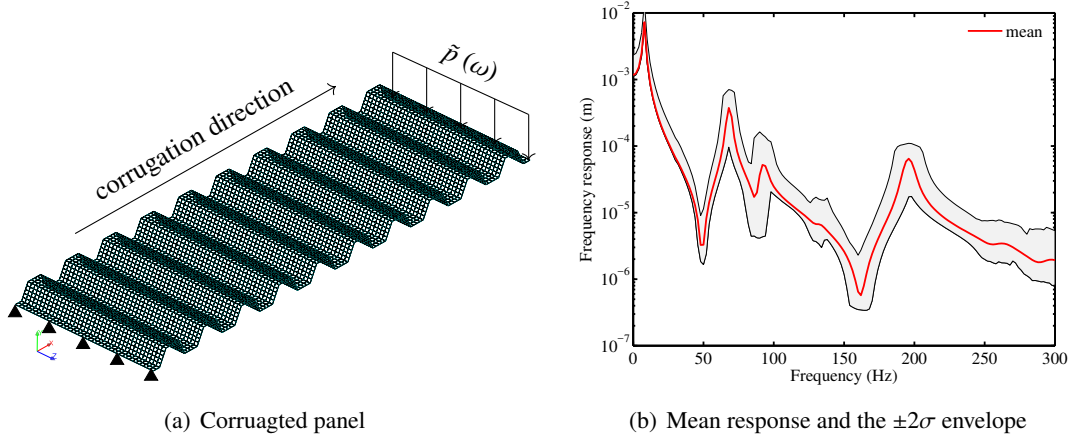 p̃ (ω)
corrugation direction
y
x
z
(a) Corruagted panel
mean
Frequency response (m)
10⁻²
10⁻³
10⁻⁴
10⁻⁵
10⁻⁶
10⁻⁷
0 50 100 150 200 250 300
Frequency (Hz)
(b) Mean response and the ±2σ envelope